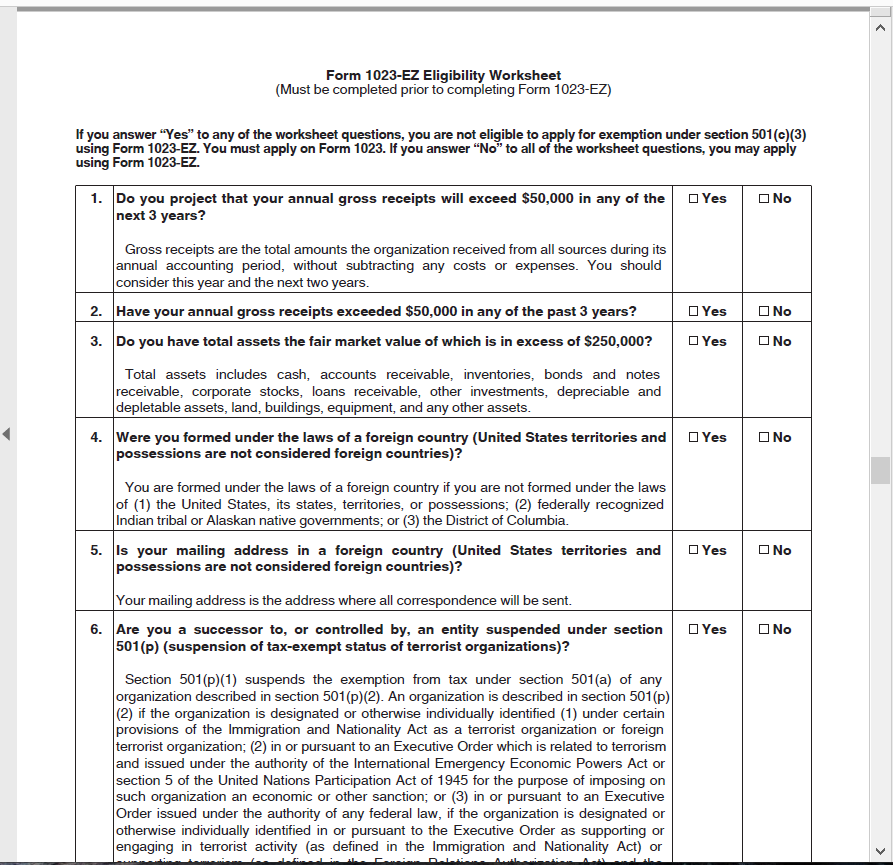 Form 1023-EZ Eligibility Worksheet
(Must be completed prior to completing Form 1023-EZ)
If you answer “Yes” to any of the worksheet questions, you are not eligible to apply for exemption under section 501(c)(3)
using Form 1023-EZ. You must apply on Form 1023. If you answer “No” to all of the worksheet questions, you may apply
using Form 1023-EZ.
1. Do you project that your annual gross receipts will exceed $50,000 in any of the ☐ Yes ☐ No
next 3 years?
Gross receipts are the total amounts the organization received from all sources during its
annual accounting period, without subtracting any costs or expenses. You should
consider this year and the next two years.
2. Have your annual gross receipts exceeded $50,000 in any of the past 3 years? ☐ Yes ☐ No
3. Do you have total assets the fair market value of which is in excess of $250,000? ☐ Yes ☐ No
Total assets includes cash, accounts receivable, inventories, bonds and notes
receivable, corporate stocks, loans receivable, other investments, depreciable and
depletable assets, land, buildings, equipment, and any other assets.
4. Were you formed under the laws of a foreign country (United States territories and ☐ Yes ☐ No
possessions are not considered foreign countries)?
You are formed under the laws of a foreign country if you are not formed under the laws
of (1) the United States, its states, territories, or possessions; (2) federally recognized
Indian tribal or Alaskan native governments; or (3) the District of Columbia.
5. Is your mailing address in a foreign country (United States territories and ☐ Yes ☐ No
possessions are not considered foreign countries)?
Your mailing address is the address where all correspondence will be sent.
6. Are you a successor to, or controlled by, an entity suspended under section ☐ Yes ☐ No
501(p) (suspension of tax-exempt status of terrorist organizations)?
Section 501(p)(1) suspends the exemption from tax under section 501(a) of any
organization described in section 501(p)(2). An organization is described in section 501(p)
(2) if the organization is designated or otherwise individually identified (1) under certain
provisions of the Immigration and Nationality Act as a terrorist organization or foreign
terrorist organization; (2) in or pursuant to an Executive Order which is related to terrorism
and issued under the authority of the International Emergency Economic Powers Act or
section 5 of the United Nations Participation Act of 1945 for the purpose of imposing on
such organization an economic or other sanction; or (3) in or pursuant to an Executive
Order issued under the authority of any federal law, if the organization is designated or
otherwise individually identified in or pursuant to the Executive Order as supporting or
engaging in terrorist activity (as defined in the Immigration and Nationality Act) or